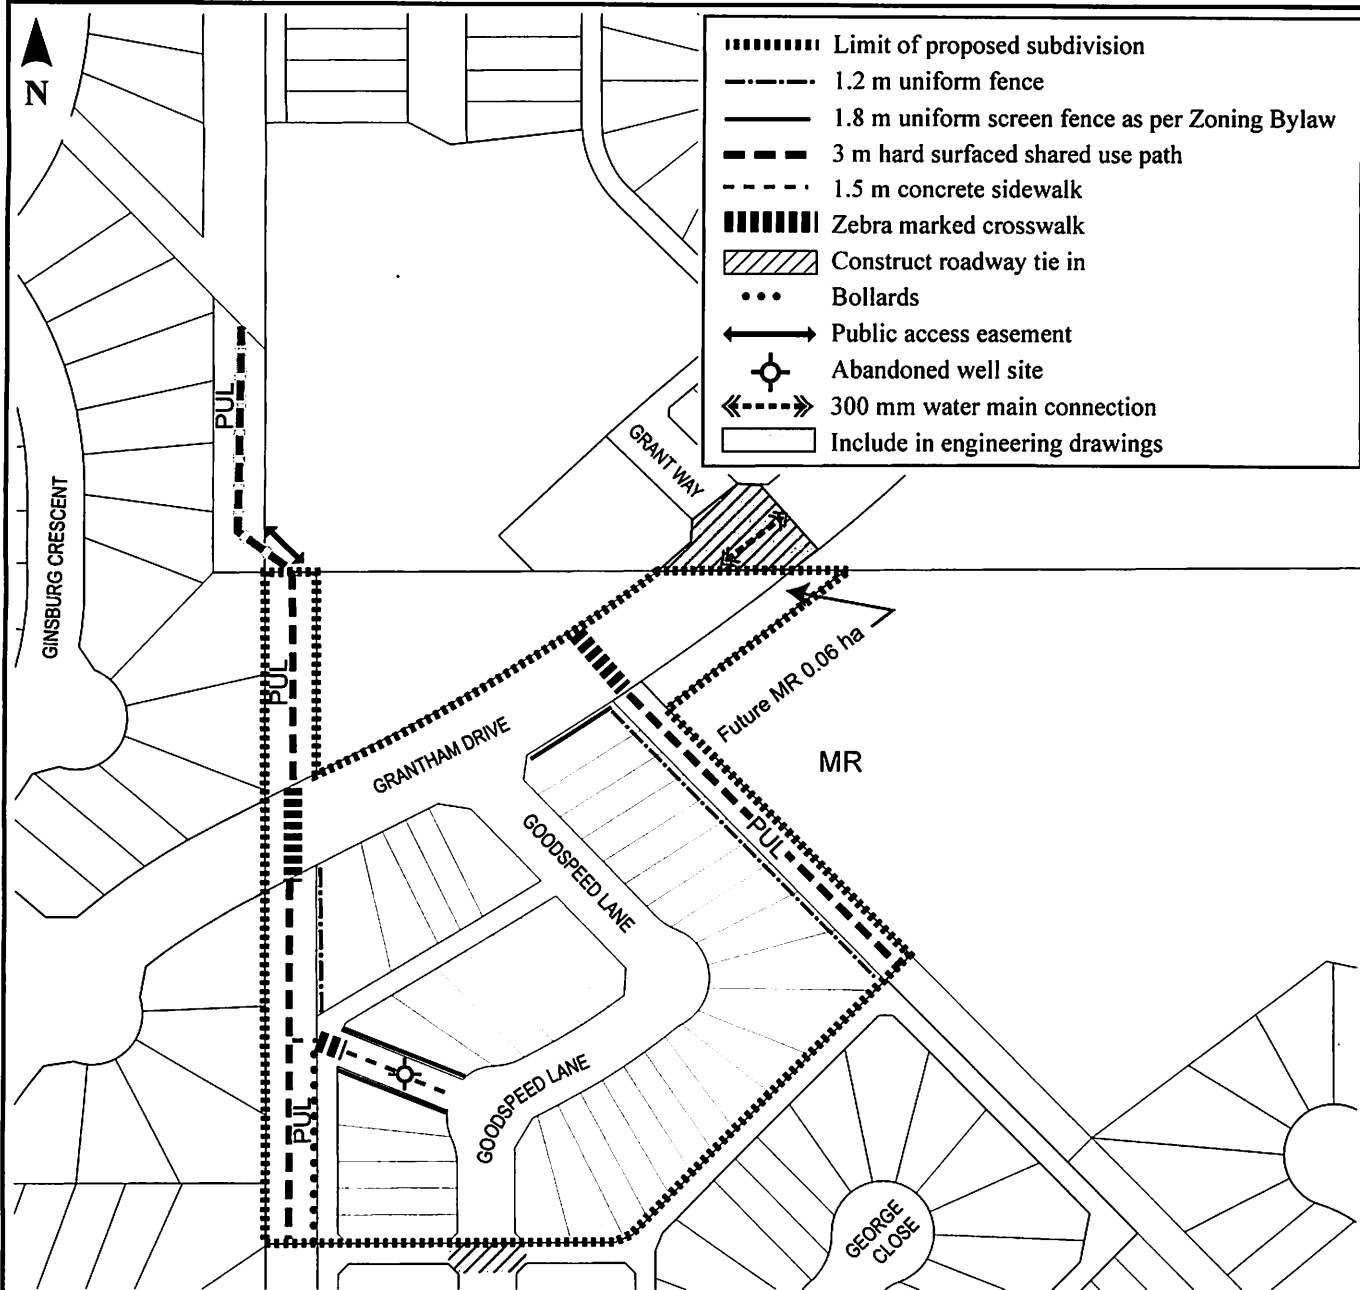 N
Limit of proposed subdivision
1.2 m uniform fence
1.8 m uniform screen fence as per Zoning Bylaw
3 m hard surfaced shared use path
1.5 m concrete sidewalk
Zebra marked crosswalk
Construct roadway tie in
Bollards
Public access easement
Abandoned well site
300 mm water main connection
Include in engineering drawings
PUL
GRANT WAY
GINSBURG CRESCENT
PUL
Future MR 0.06 ha
GRANTHAM DRIVE
MR
GOODSPEED LANE
PUL
GOODSPEED LANE
PUL
GEORGE
CLOSE